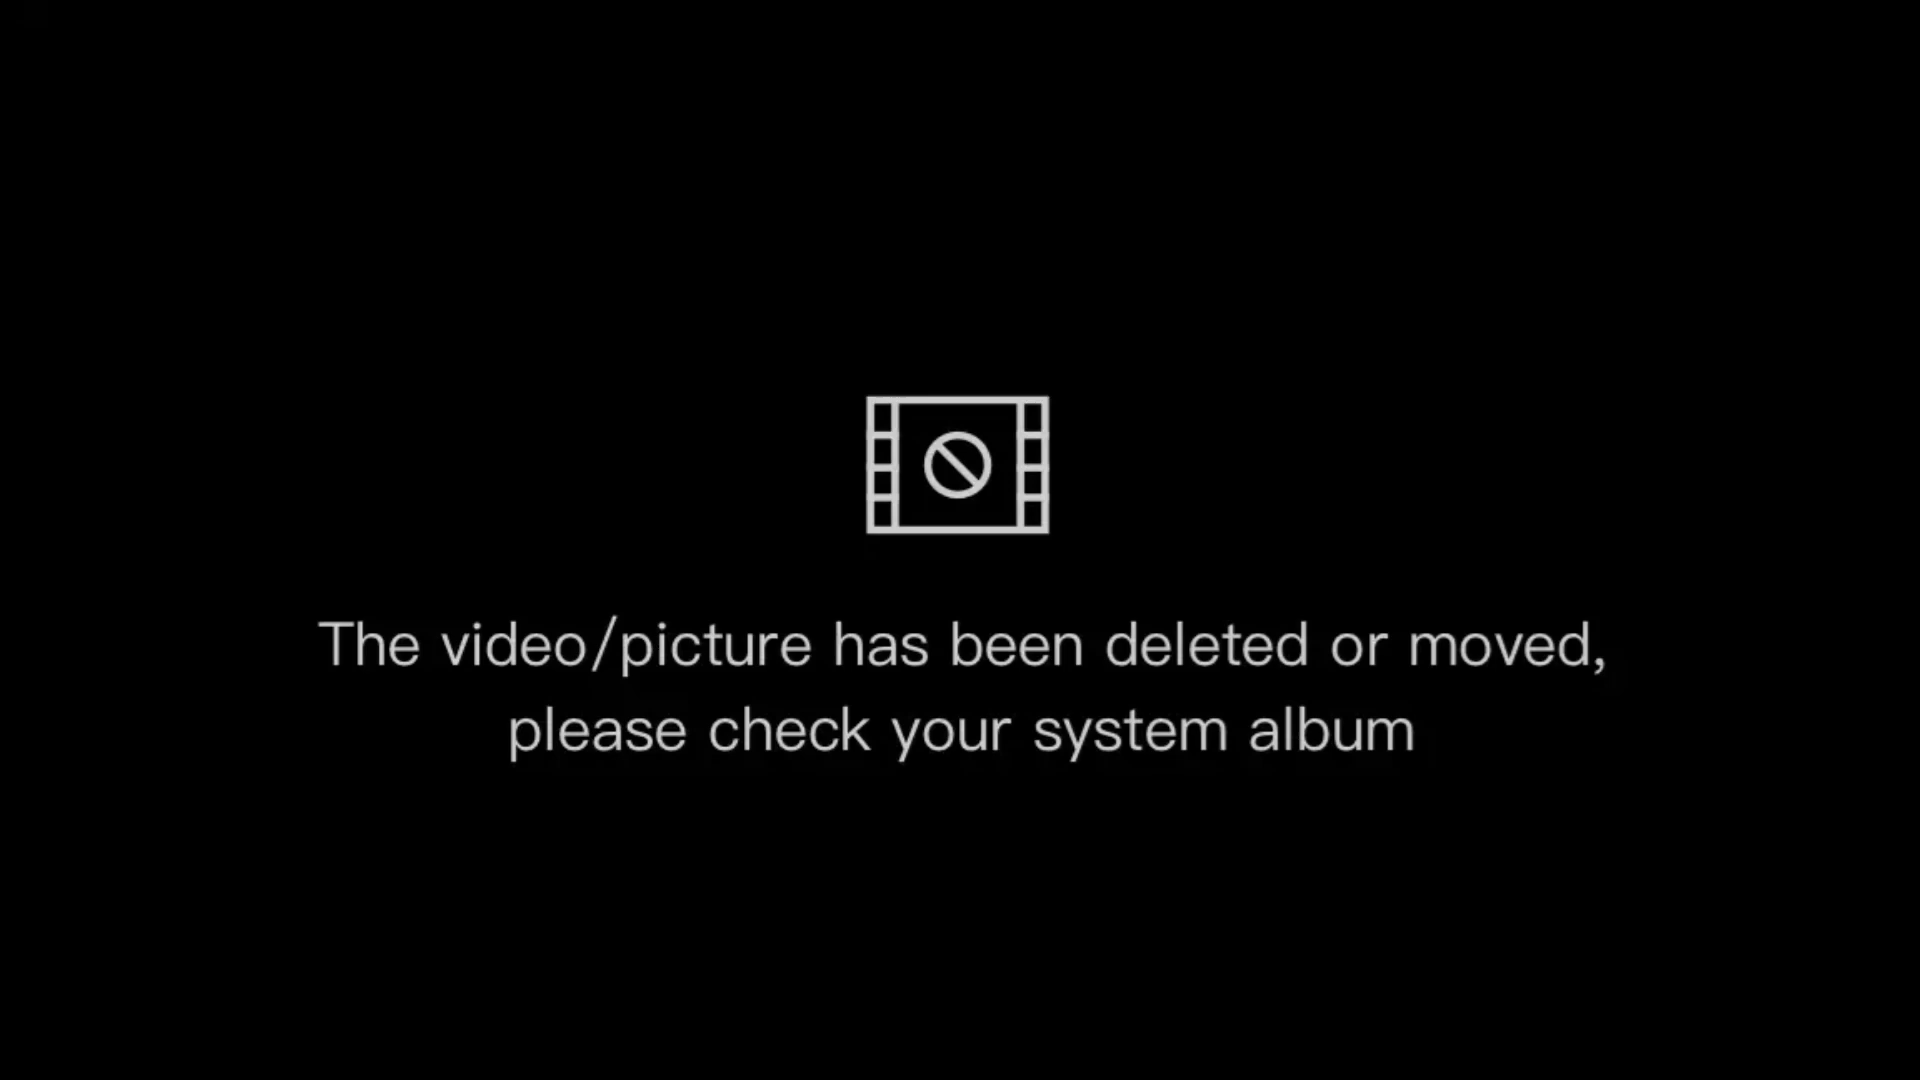 The video/picture has been deleted or moved,
please check your system album